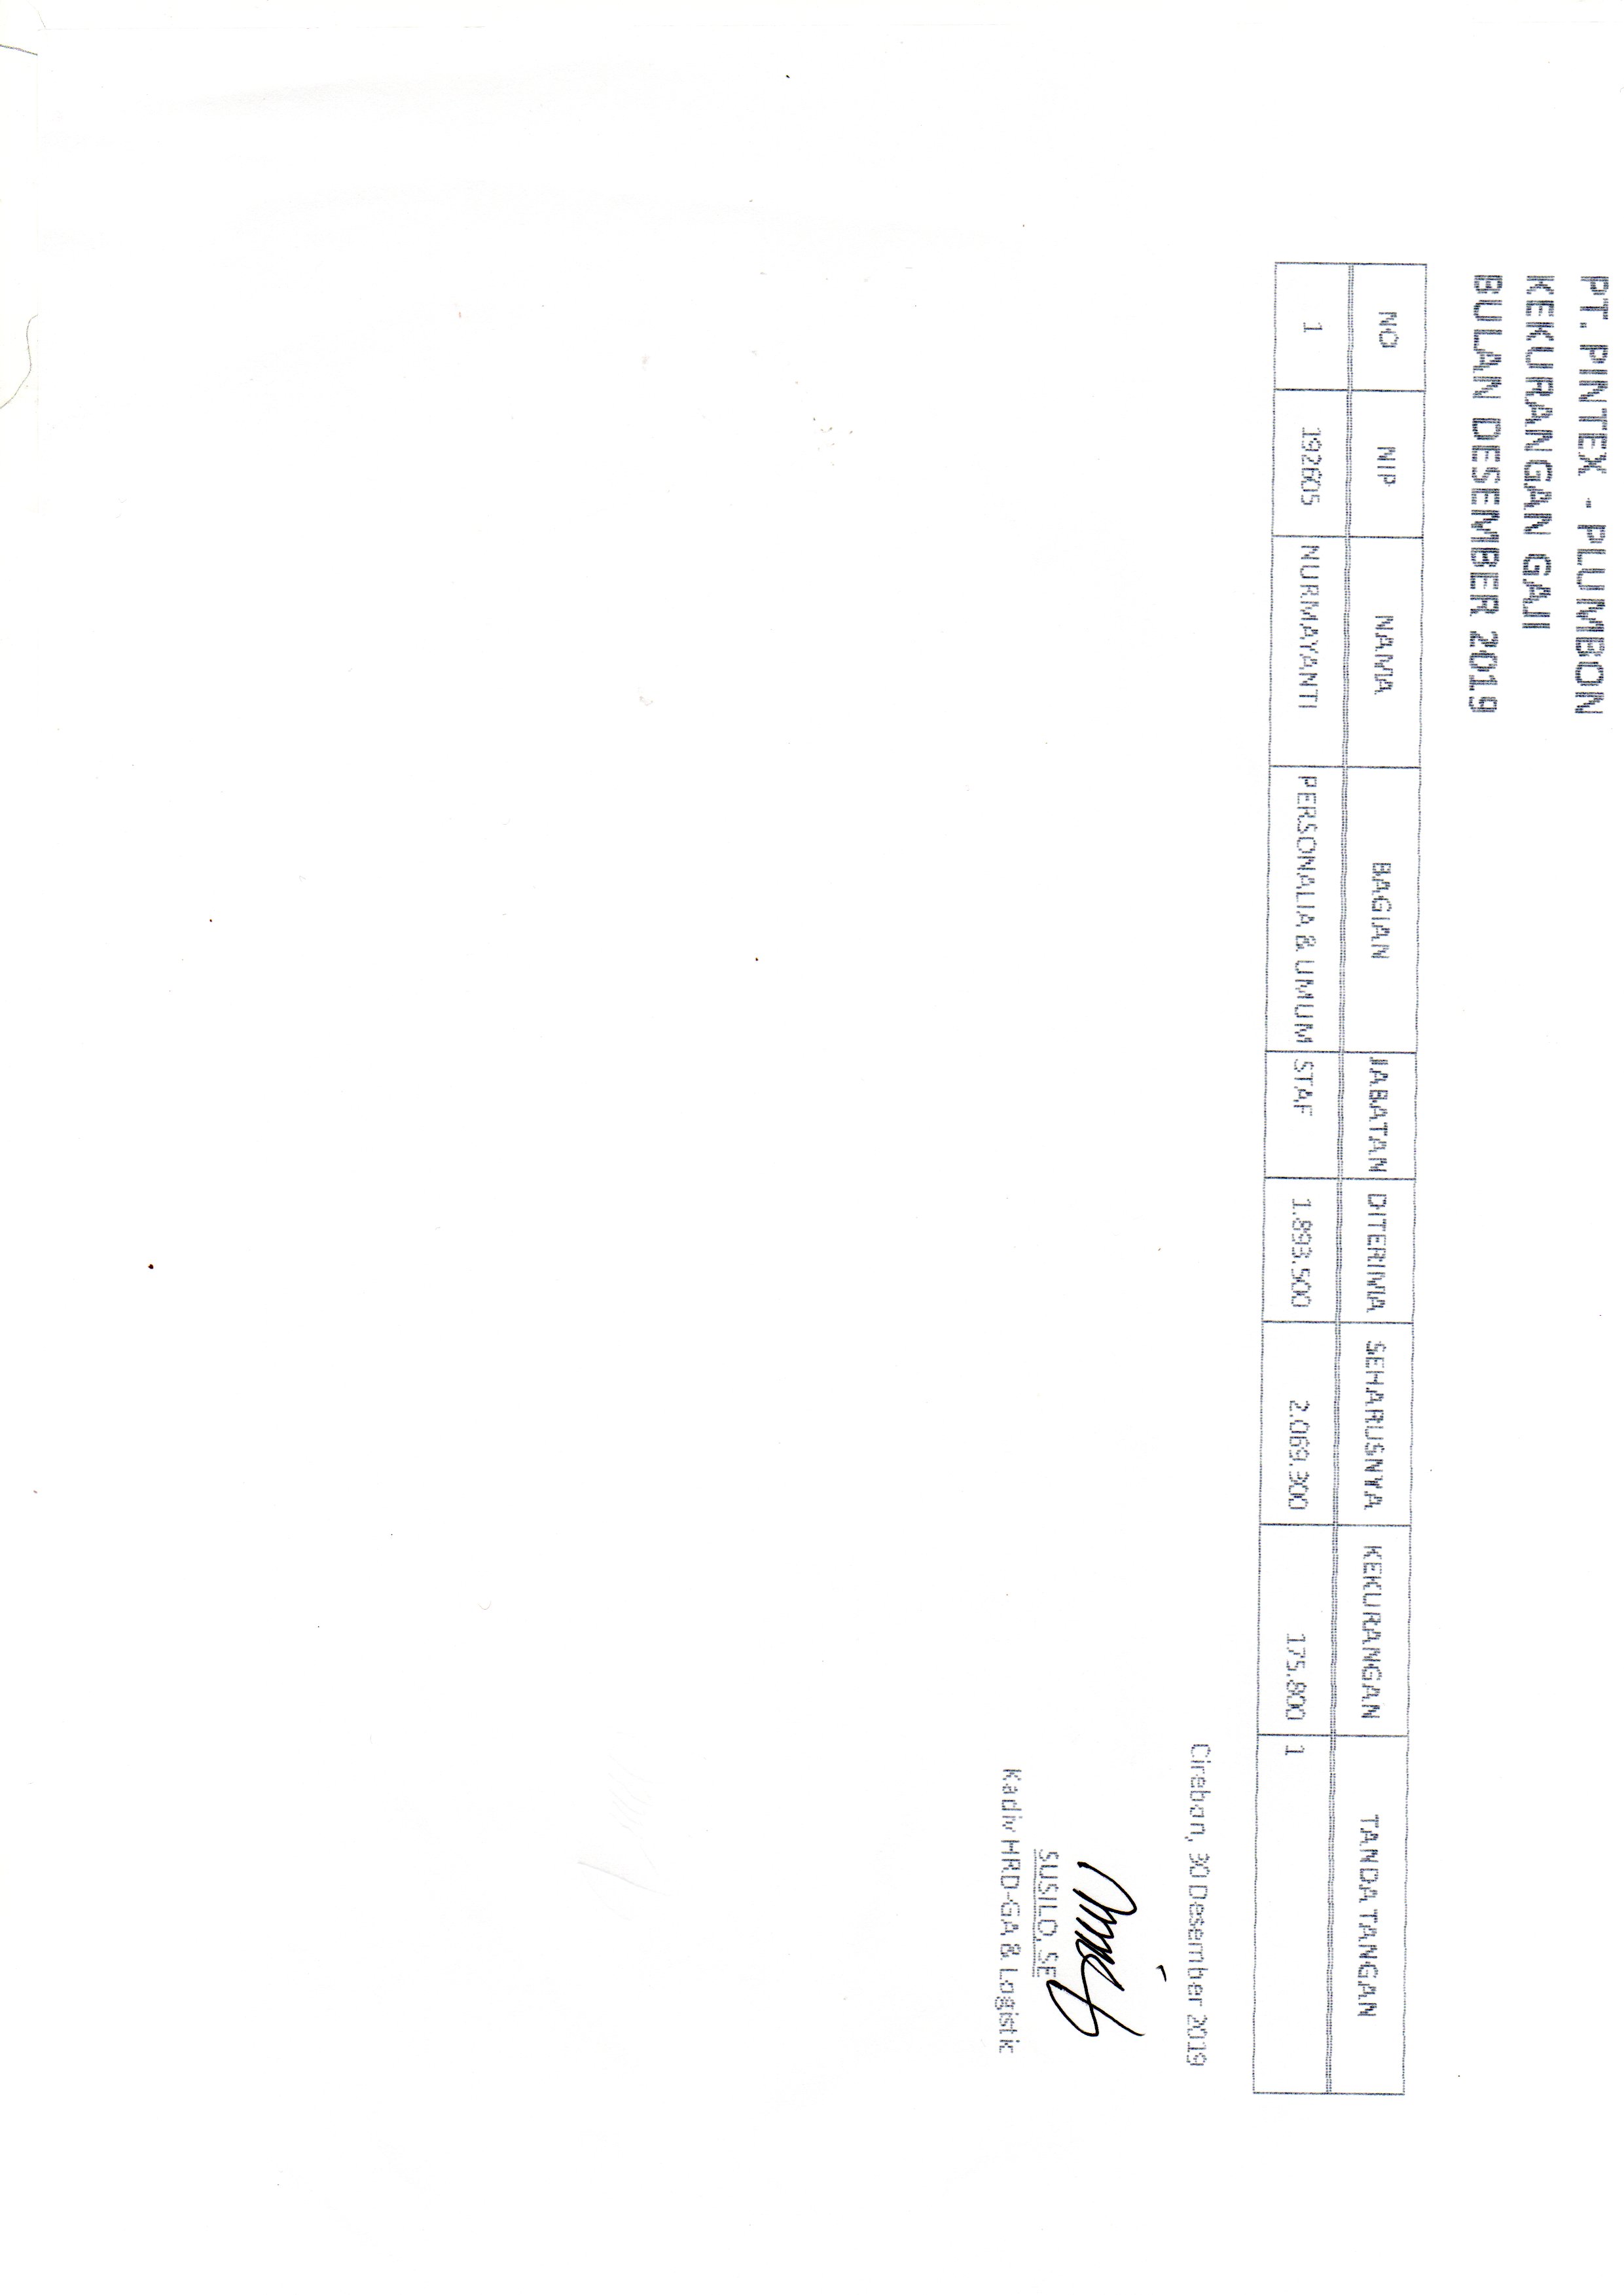 PT. PINTEX - PLUMBON
KEKURANGAN GAJI
BULAN DESEMBER 2019
NO NIP NAMA BAGIAN JABATAN DITERIMA SEHARUSNYA KEKURANGAN TANDA TANGAN
1 192605 NURMAYANTI PERSONALIA & UMUM STAF 1.893.500 2.069.300 175.800 1
Cirebon, 30 Desember 2019
SUSILO, SE
Kadiv HRD-GA & Logistic